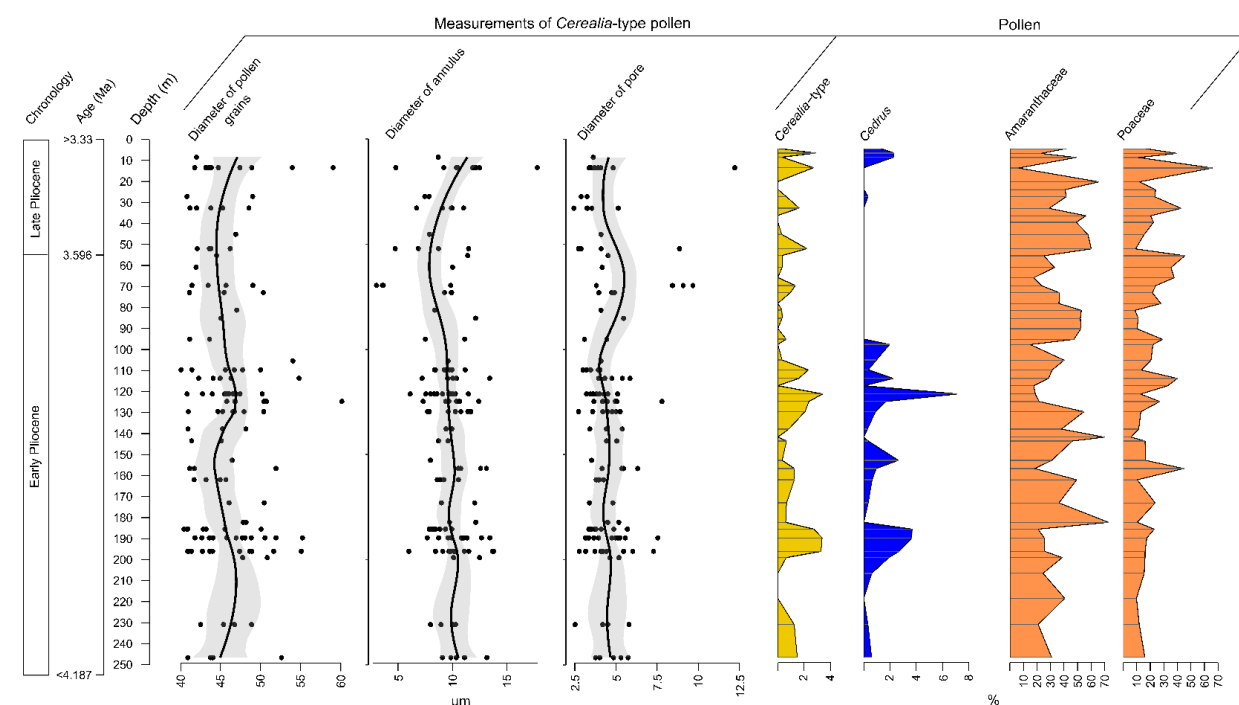 Measurements of Cerealia-type pollen
Pollen
Chronology
Age (Ma)
Depth (m)
Diameter of pollen
grains
Diameter of annulus
Diameter of pore
Cerealia-type
Cedrus
Amaranthaceae
Poaceae
Late Pliocene
Early Pliocene
>3.33
3.596
<4.187
0
10
20
30
40
50
60
70
80
90
100
110
120
130
140
150
160
170
180
190
200
210
220
230
240
250
40 50 60
5 10 15
2.5 5 7.5 10 12.5
0 2 4
0 2 4 6 8
10 20 30 40 50 60 70
10 20 30 40 50 60 70
um
%